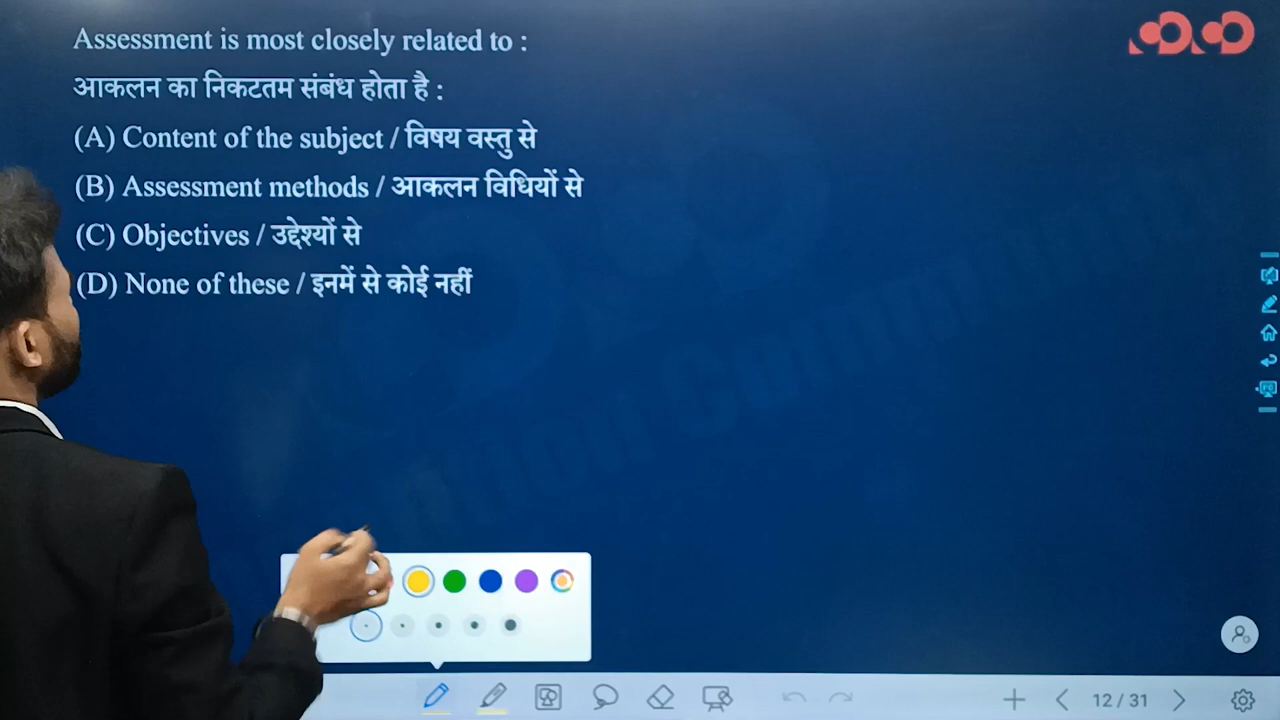 Assessment is most closely related to :
आकलन का निकटतम संबंध होता है :
(A) Content of the subject / विषय वस्तु से
(B) Assessment methods / आकलन विधियों से
(C) Objectives / उद्देश्यों से
(D) None of these / इनमें से कोई नहीं
12 / 31